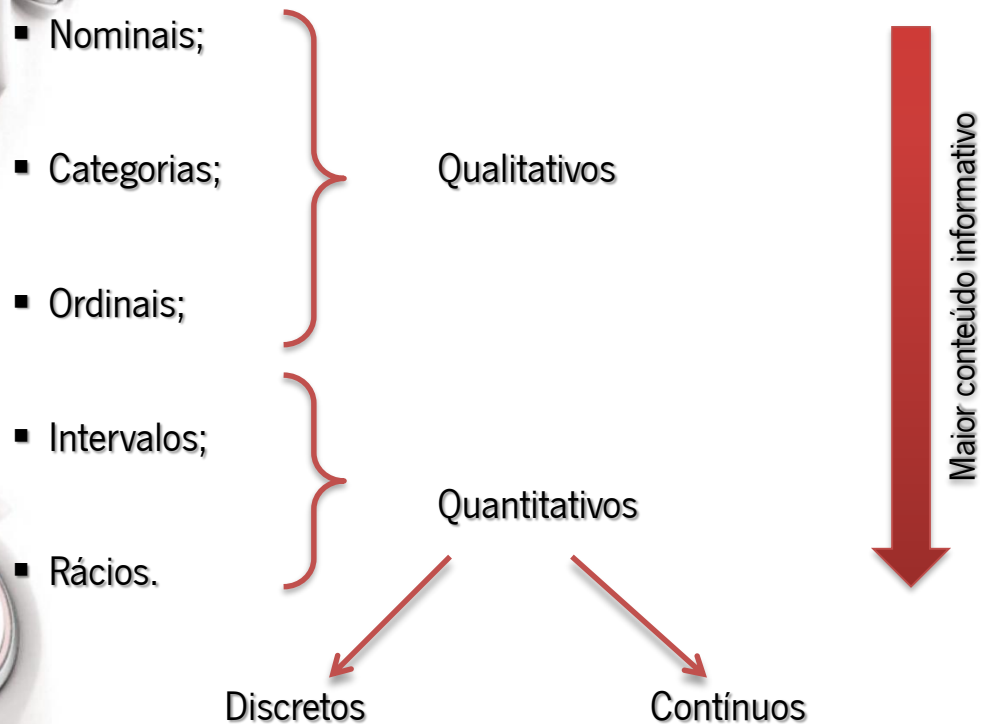 ▪ Nominais;
▪ Categorias;
Qualitativos
▪ Ordinais;
▪ Intervalos;
Quantitativos
▪ Rácios.
Discretos
Contínuos
Maior conteúdo informativo